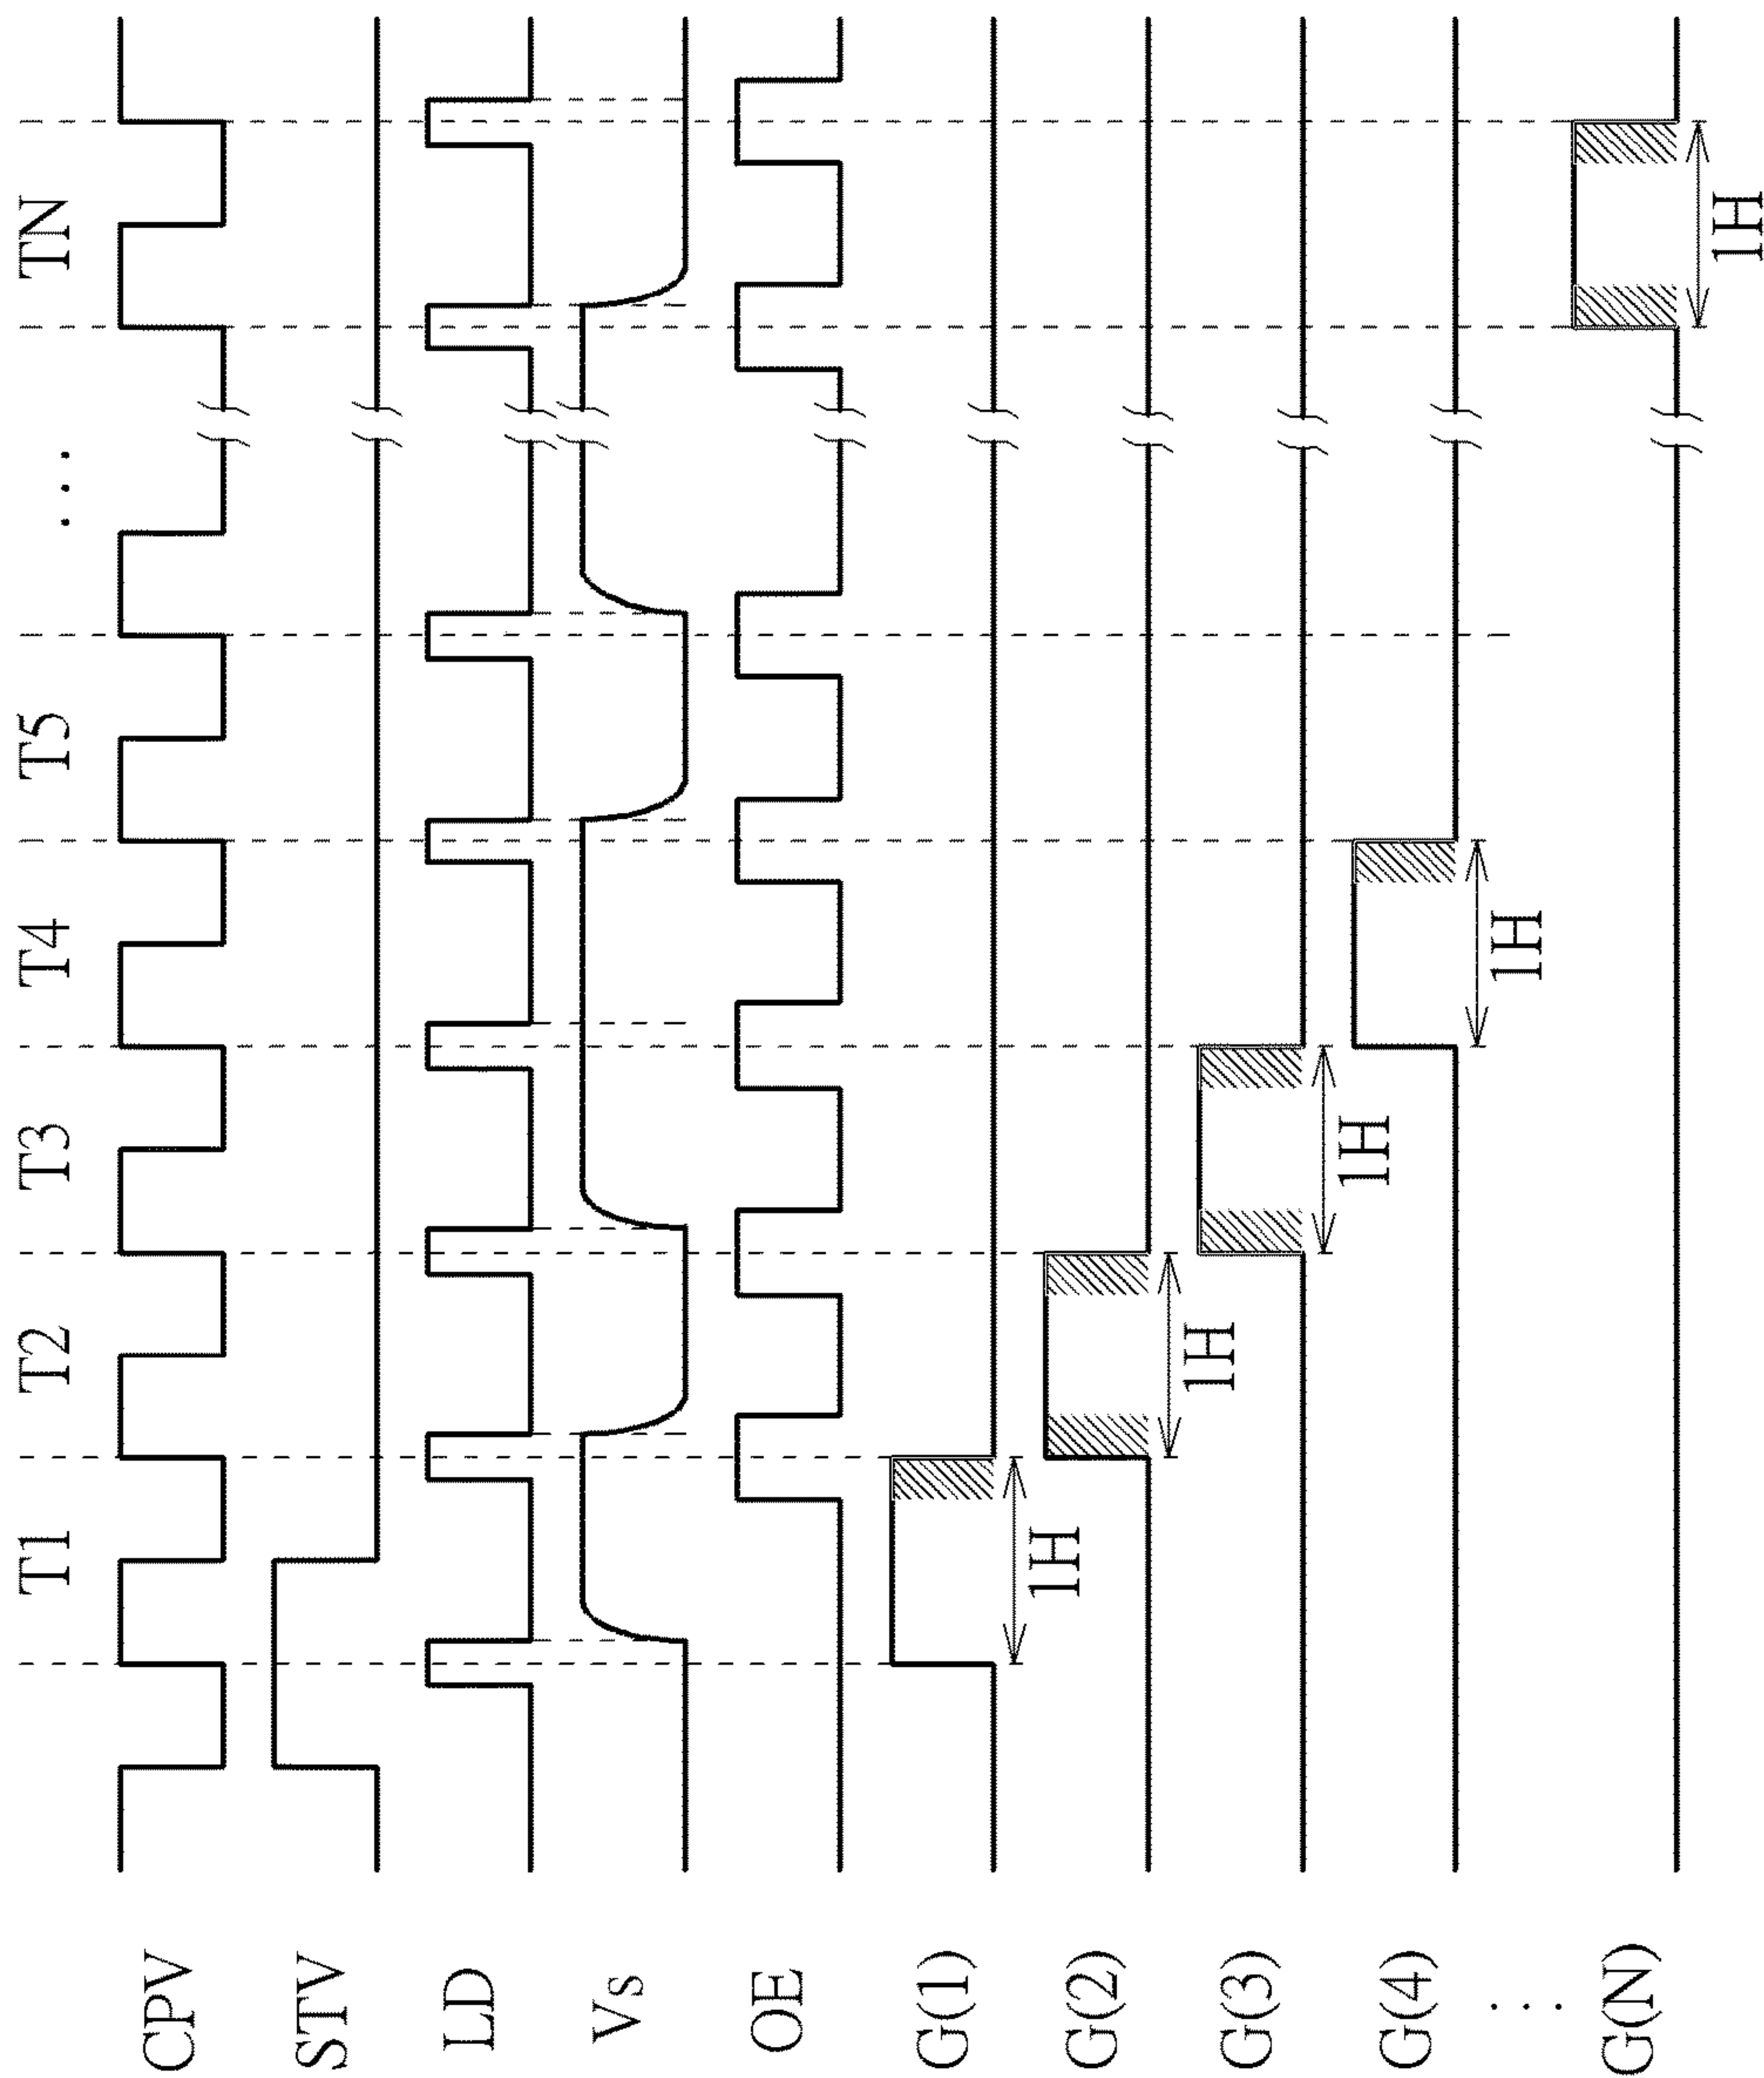 T1 T2 T3 T4 T5 ... TN
CPV
STV
LD
Vs
OE
G(1)
1H
G(2)
1H
G(3)
1H
G(4)
1H
...
G(N)
1H